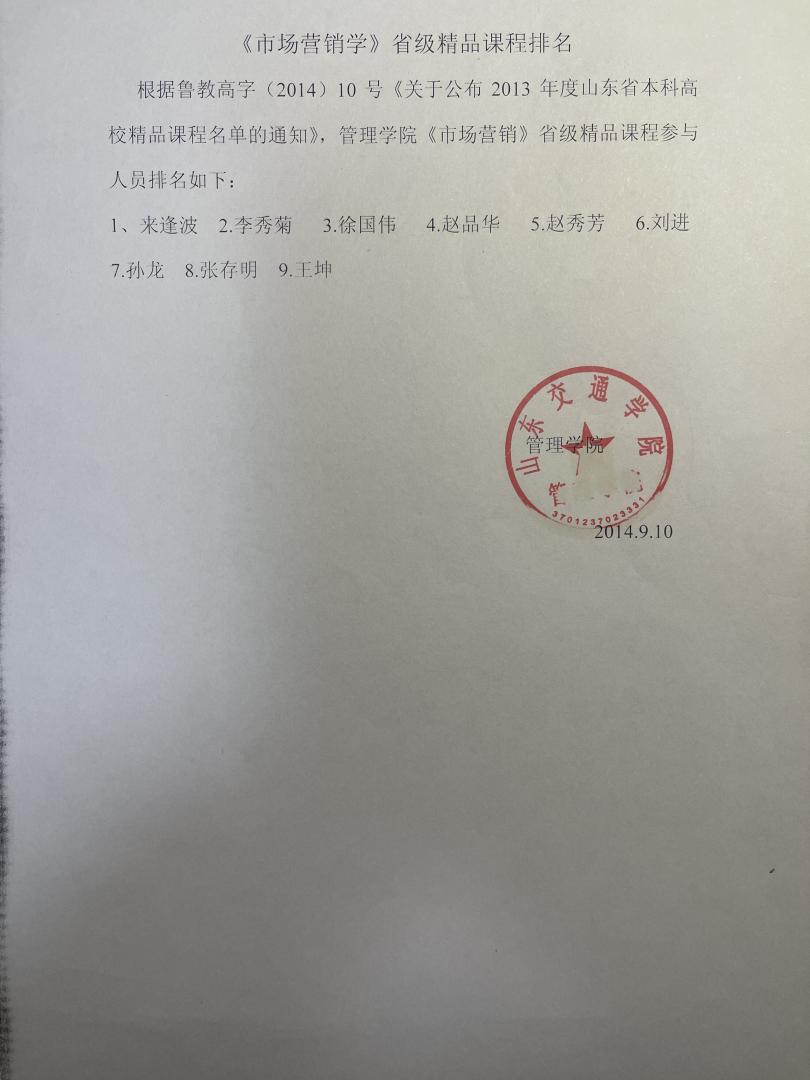 《市场营销学》省级精品课程排名
根据鲁教高字（2014）10 号《关于公布 2013 年度山东省本科高
校精品课程名单的通知》，管理学院《市场营销》省级精品课程参与
人员排名如下：
1、来逢波 2.李秀菊 3.徐国伟 4.赵品华 5.赵秀芳 6.刘进
7.孙龙 8.张存明 9.王坤
山东交通学院
管理学院
3701237023331
2014.9.10